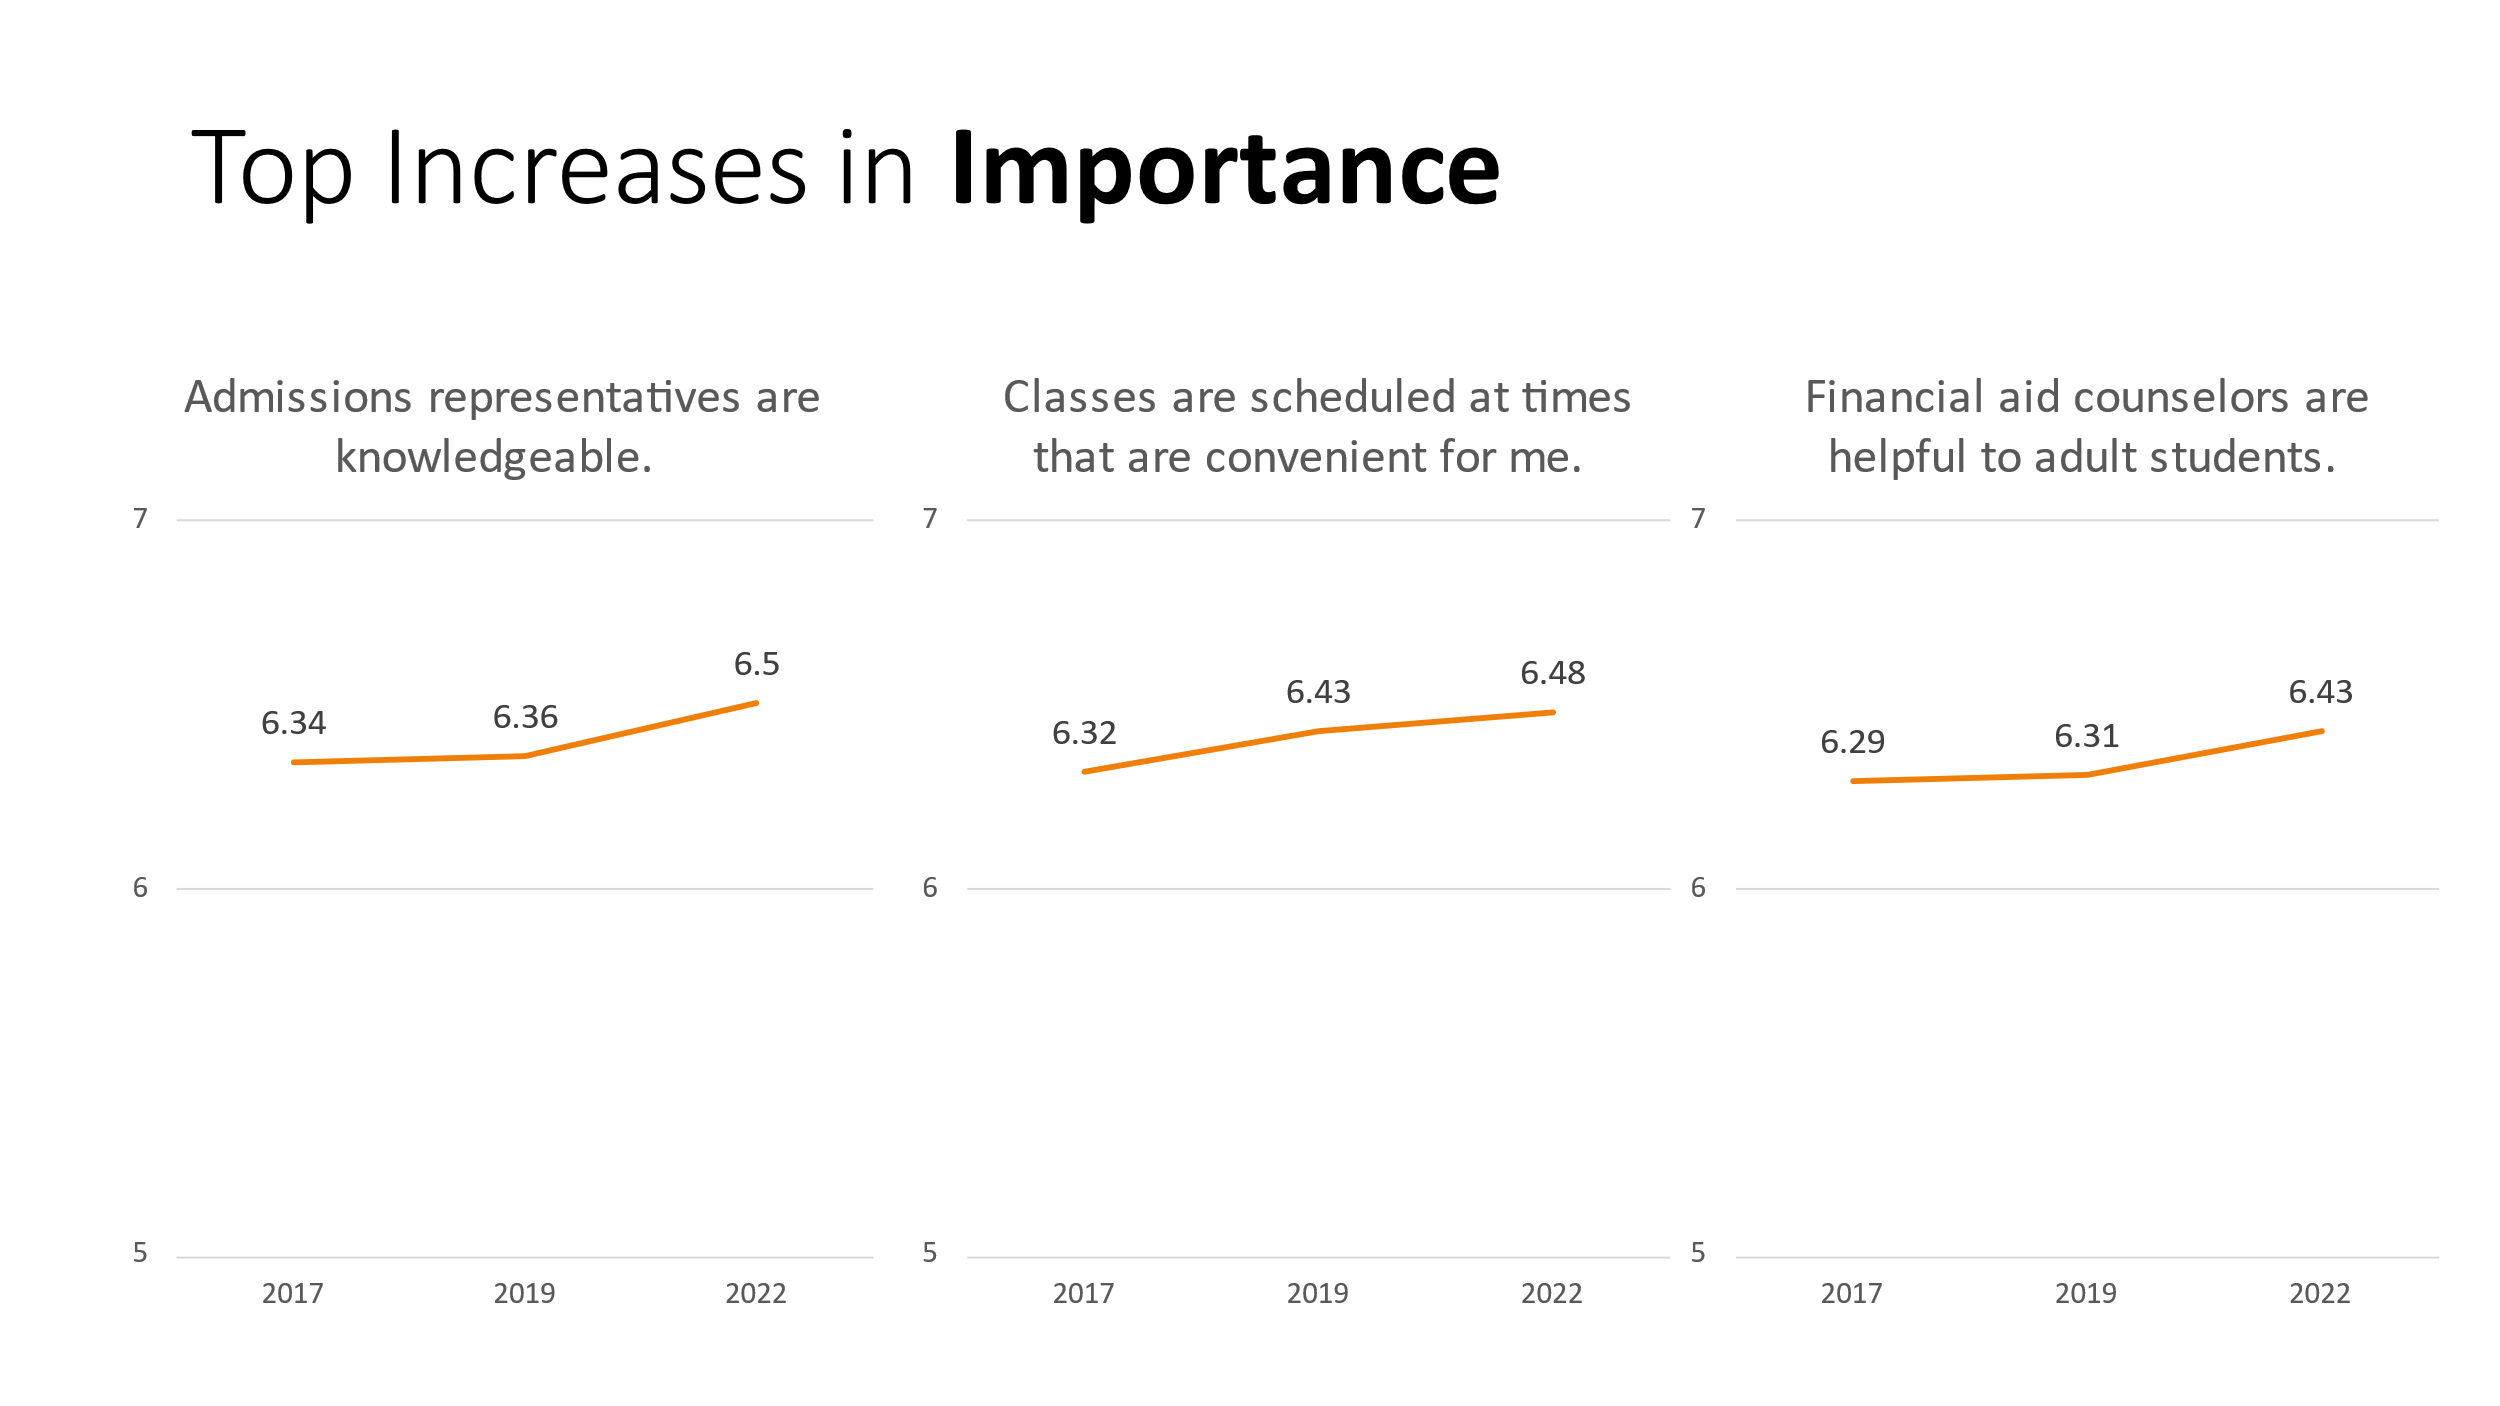 Top Increases in Importance
Admissions representatives are
knowledgeable.
7
6.34
6.36
6.5
6
5
2017 2019 2022
Classes are scheduled at times
that are convenient for me.
7
6.32
6.43
6.48
6
5
2017 2019 2022
Financial aid counselors are
helpful to adult students.
7
6.29
6.31
6.43
6
5
2017 2019 2022